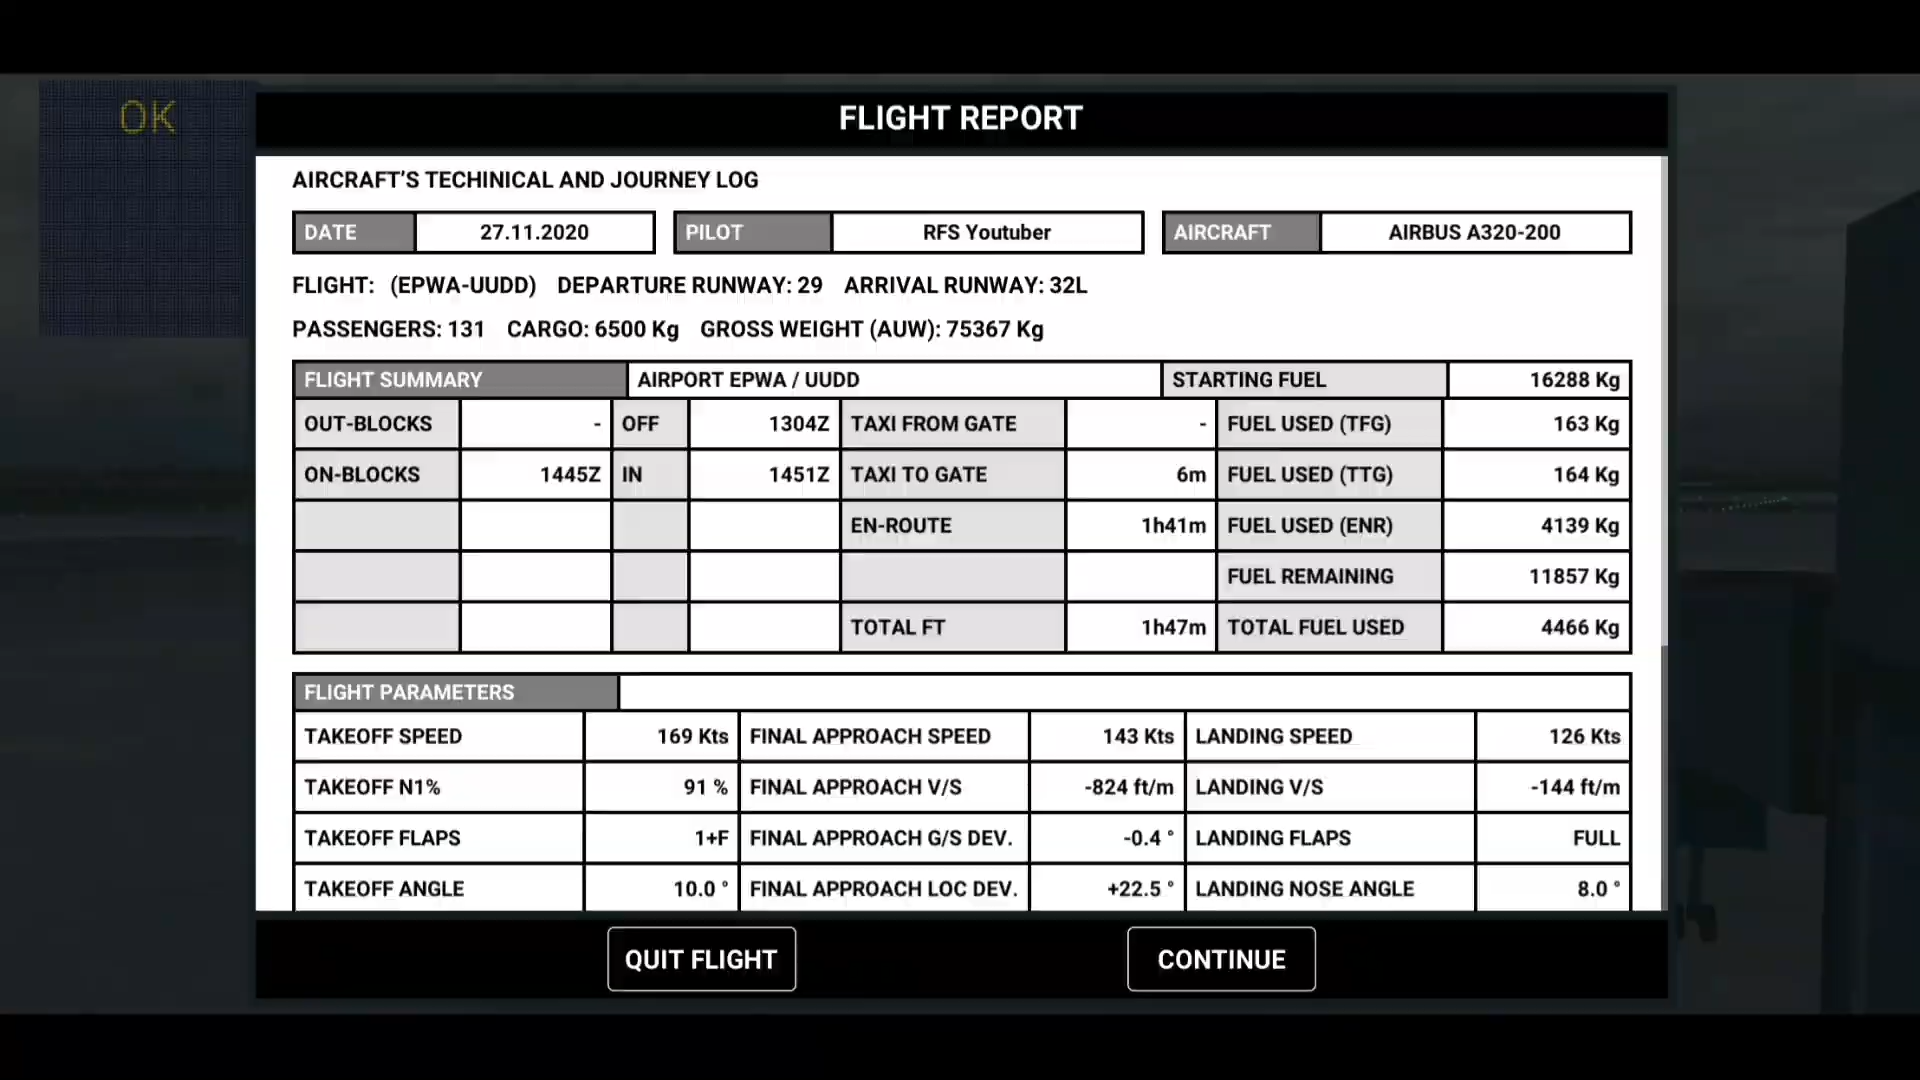 OK
FLIGHT REPORT
AIRCRAFT'S TECHINICAL AND JOURNEY LOG
DATE 27.11.2020 PILOT RFS Youtuber AIRCRAFT AIRBUS A320-200
FLIGHT: (EPWA-UUDD) DEPARTURE RUNWAY: 29 ARRIVAL RUNWAY: 32L
PASSENGERS: 131 CARGO: 6500 Kg GROSS WEIGHT (AUW): 75367 Kg
FLIGHT SUMMARY AIRPORT EPWA / UUDD STARTING FUEL 16288 Kg
OUT-BLOCKS - OFF 1304Z TAXI FROM GATE - FUEL USED (TFG) 163 Kg
ON-BLOCKS 1445Z IN 1451Z TAXI TO GATE 6m FUEL USED (TTG) 164 Kg
EN-ROUTE 1h41m FUEL USED (ENR) 4139 Kg
FUEL REMAINING 11857 Kg
TOTAL FT 1h47m TOTAL FUEL USED 4466 Kg
FLIGHT PARAMETERS
TAKEOFF SPEED 169 Kts FINAL APPROACH SPEED 143 Kts LANDING SPEED 126 Kts
TAKEOFF N1% 91 % FINAL APPROACH V/S -824 ft/m LANDING V/S -144 ft/m
TAKEOFF FLAPS 1+F FINAL APPROACH G/S DEV. -0.4 ° LANDING FLAPS FULL
TAKEOFF ANGLE 10.0 ° FINAL APPROACH LOC DEV. +22.5 ° LANDING NOSE ANGLE 8.0 °
QUIT FLIGHT CONTINUE